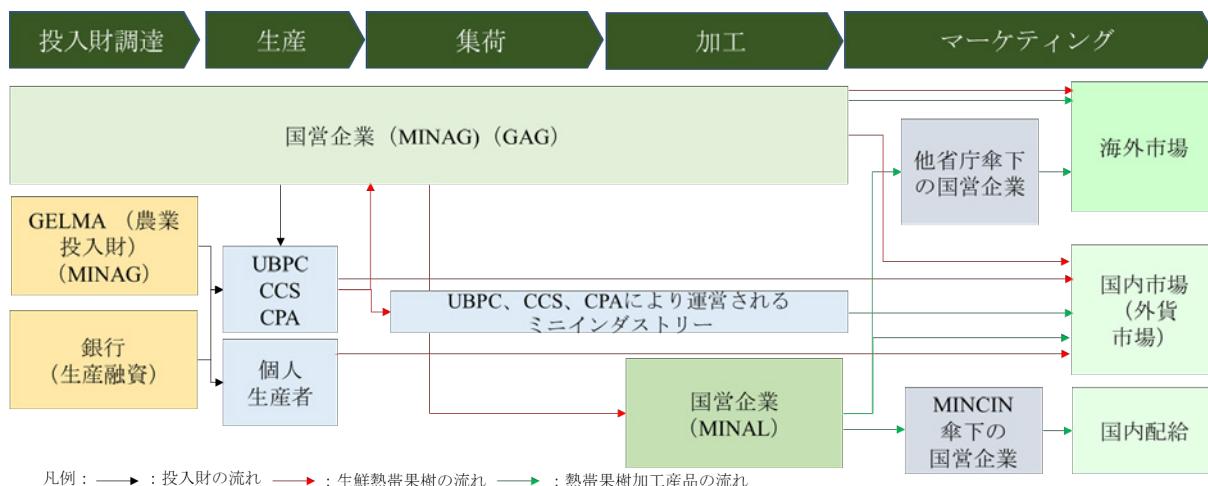 投入財調達
生産
集荷
加工
マーケティング
国営企業（MINAG)（GAG）
他省庁傘下
の国営企業
海外市場
GELMA （農業
投入財）
（MINAG）
UBPC
CCS
CPA
UBPC、CCS、CPAにより運営される
ミニインダストリー
国内市場
（外貨
市場）
銀行
（生産融資）
個人
生産者
国営企業
（MINAL）
MINCIN
傘下の
国営企業
国内配給
凡例： ：投入財の流れ ：生鮮熱帯果樹の流れ ：熱帯果樹加工産品の流れ